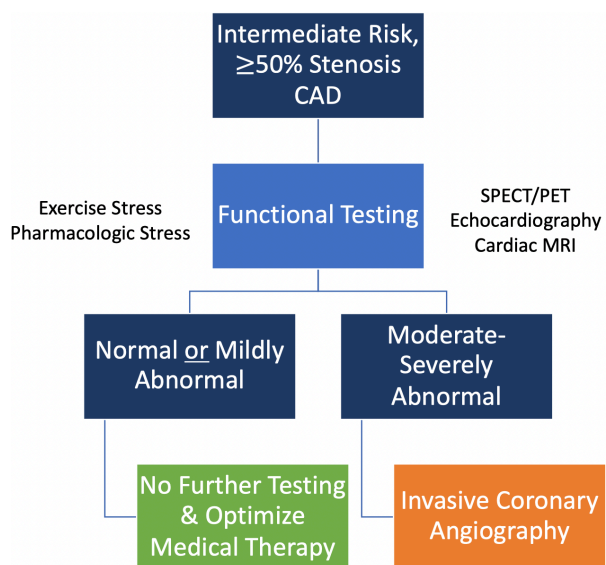 Intermediate Risk,
≥50% Stenosis
CAD
Exercise Stress
Pharmacologic Stress
Functional Testing
SPECT/PET
Echocardiography
Cardiac MRI
Normal or Mildly
Abnormal
Moderate-
Severely
Abnormal
No Further Testing
& Optimize
Medical Therapy
Invasive Coronary
Angiography